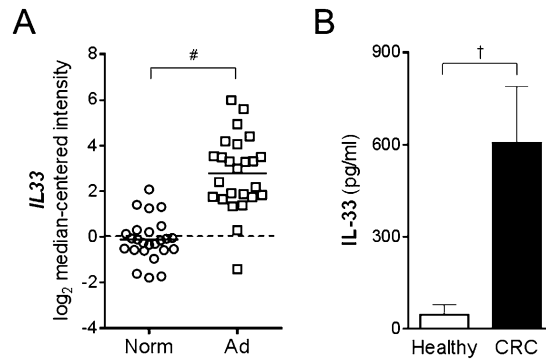 A
IL33
log2 median-centered intensity
8
6
4
2
0
-2
-4
#
Norm
Ad
B
IL-33 (pg/ml)
900
600
300
0
†
Healthy
CRC